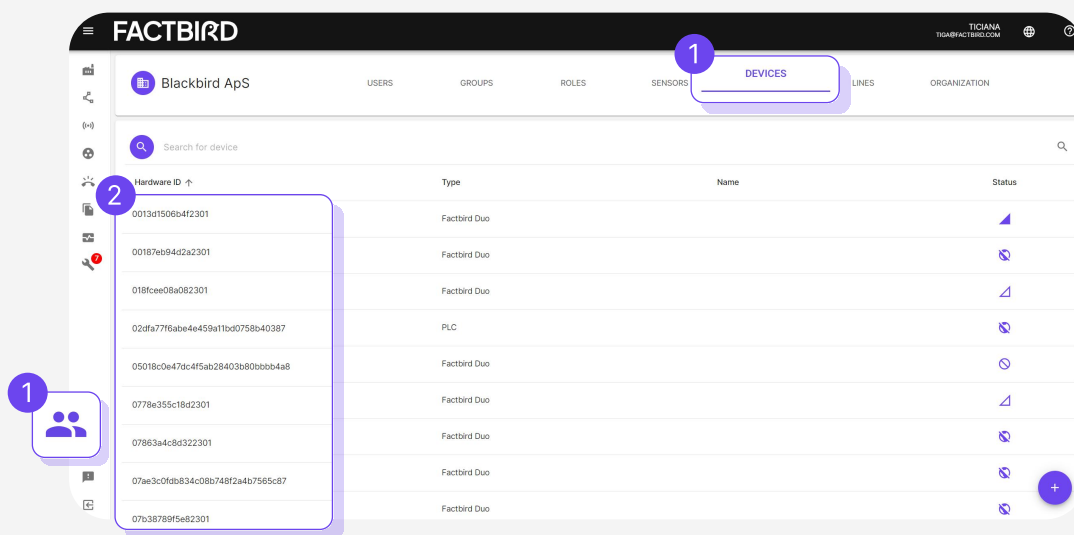 FACTBIRD
TICIANA
TIGA@FACTBIRD.COM
1
Blackbird ApS
USERS
GROUPS
ROLES
SENSORS
DEVICES
LINES
ORGANIZATION
Search for device
2
Hardware ID
Type
Name
Status
0013d1506b4f2301
Factbird Duo
00187eb94d2a2301
Factbird Duo
7
018fcee08a082301
Factbird Duo
02dfa77f6abe4e459a11bd0758b40387
PLC
05018c0e47dc4f5ab28403b80bbbb4a8
Factbird Duo
1
0778e355c18d2301
Factbird Duo
07863a4c8d322301
Factbird Duo
07ae3c0fdb834c08b748f2a4b7565c87
Factbird Duo
07b38789f5e82301
Factbird Duo